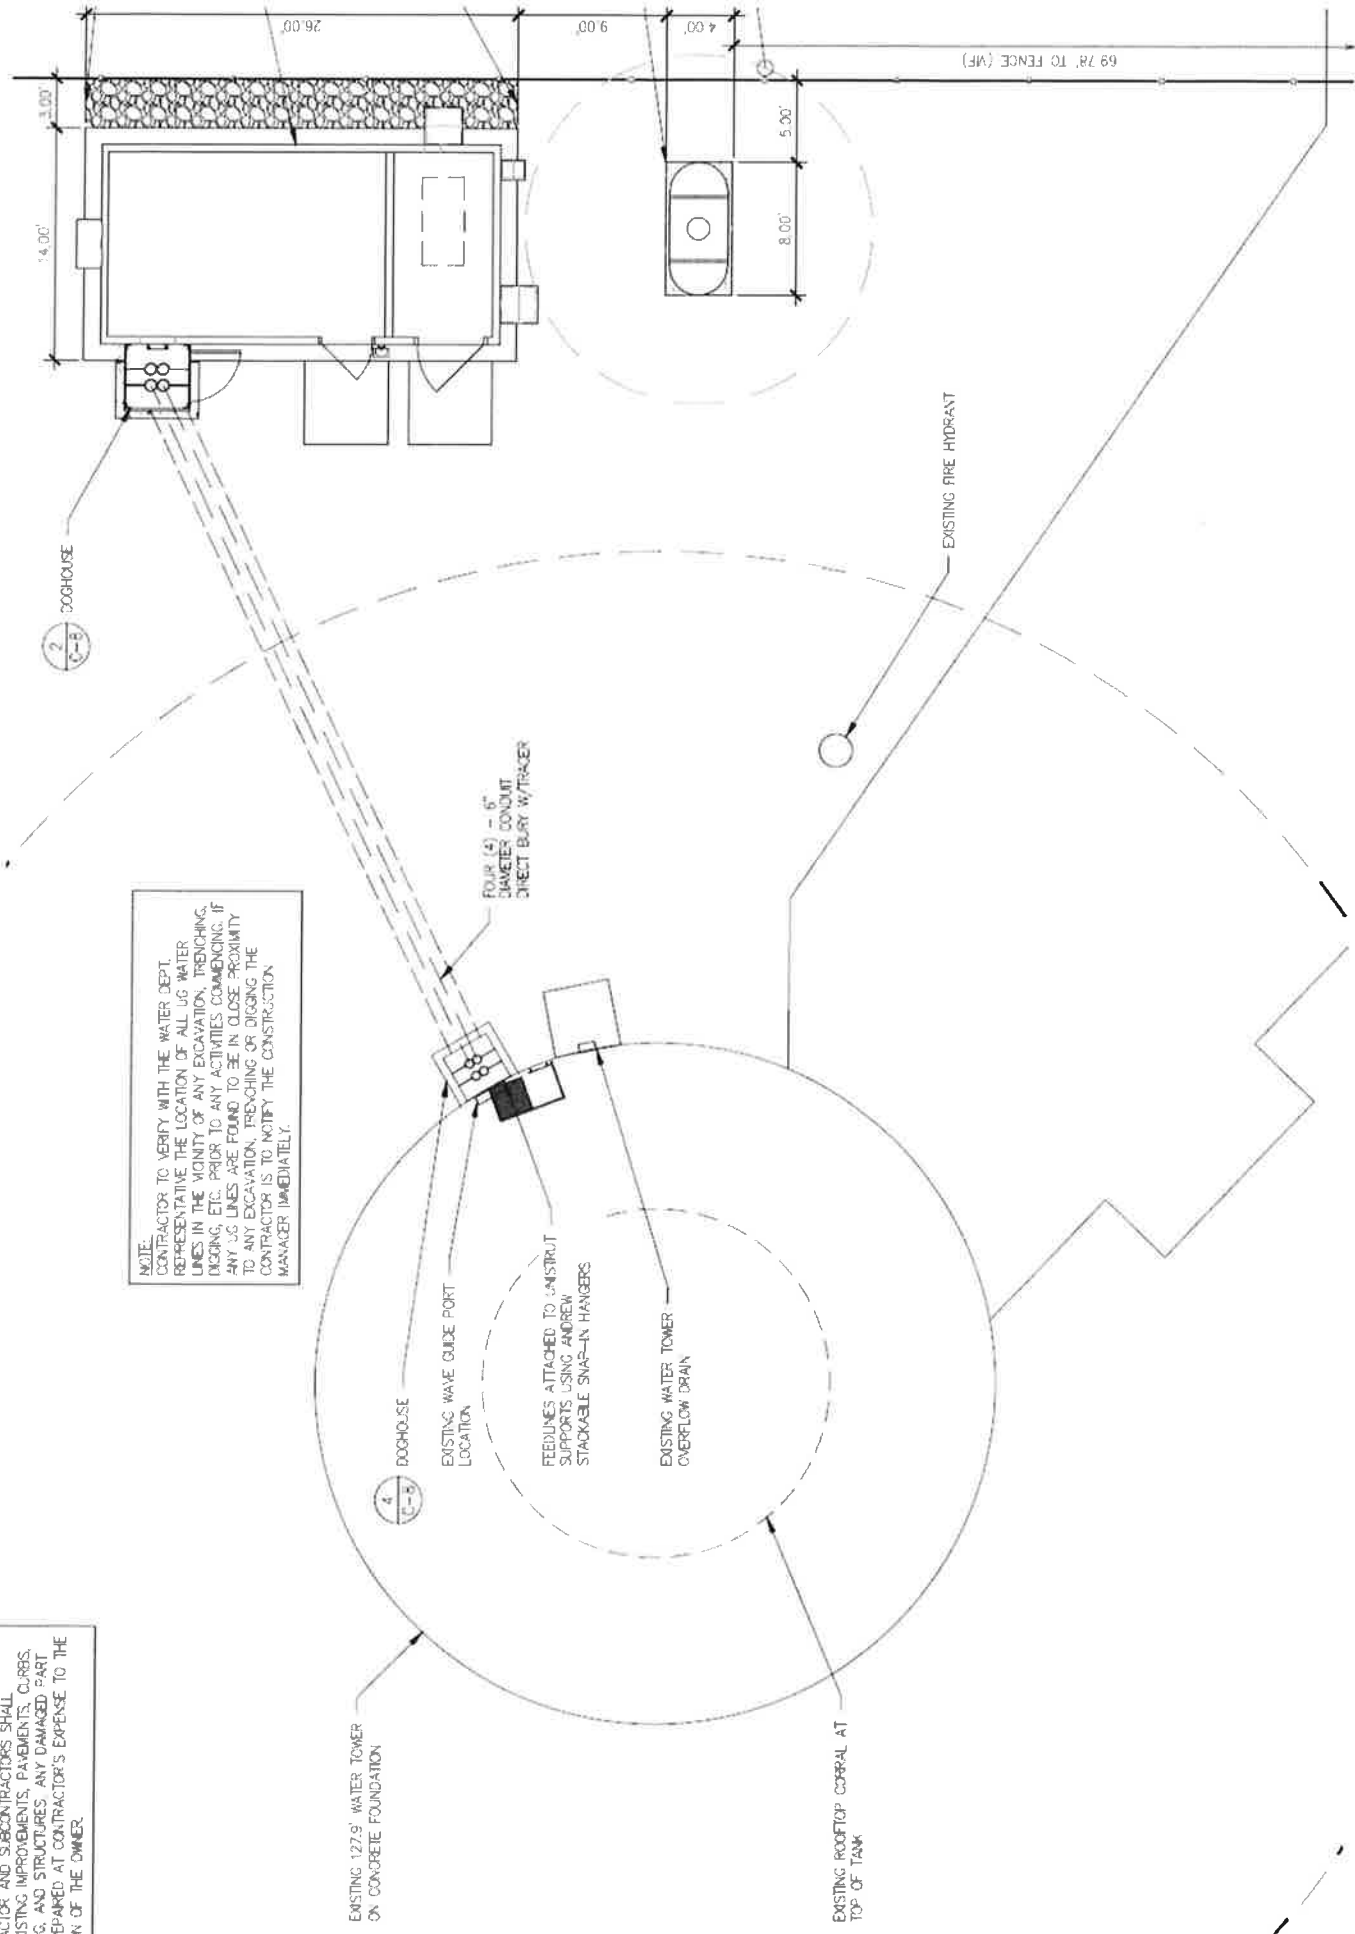 26.00'
9.00'
4.00'
69.78' TO FENCE (VIF)
3.00'
14.00'
5.00'
8.00'
2
C-8
DOGHOUSE
EXISTING FIRE HYDRANT
FOUR (4) - 6"
DIAMETER CONDUIT
DIRECT BURY W/TRACER
NOTE:
CONTRACTOR TO VERIFY WITH THE WATER DEPT.
REPRESENTATIVE THE LOCATION OF ALL UG WATER
LINES IN THE VICINITY OF ANY EXCAVATION, TRENCHING,
DIGGING, ETC. PRIOR TO ANY ACTIVITIES COMMENCING. IF
ANY UG LINES ARE FOUND TO BE IN CLOSE PROXIMITY
TO ANY EXCAVATION, TRENCHING OR DIGGING THE
CONTRACTOR IS TO NOTIFY THE CONSTRUCTION
MANAGER IMMEDIATELY.
4
C-8
DOGHOUSE
EXISTING WAVE GUIDE PORT
LOCATION
FEEDLINES ATTACHED TO UNISTRUT
SUPPORTS USING ANDREW
STACKABLE SNAP-IN HANGERS
EXISTING WATER TOWER
OVERFLOW DRAIN
AND SUBCONTRACTORS SHALL
IMPROVEMENTS, PAVEMENTS, CURBS,
AND STRUCTURES. ANY DAMAGED PART
AT CONTRACTOR'S EXPENSE TO THE
OF THE OWNER.
EXISTING 127.9' WATER TOWER
ON CONCRETE FOUNDATION
EXISTING ROOFTOP CORRAL AT
TOP OF TANK